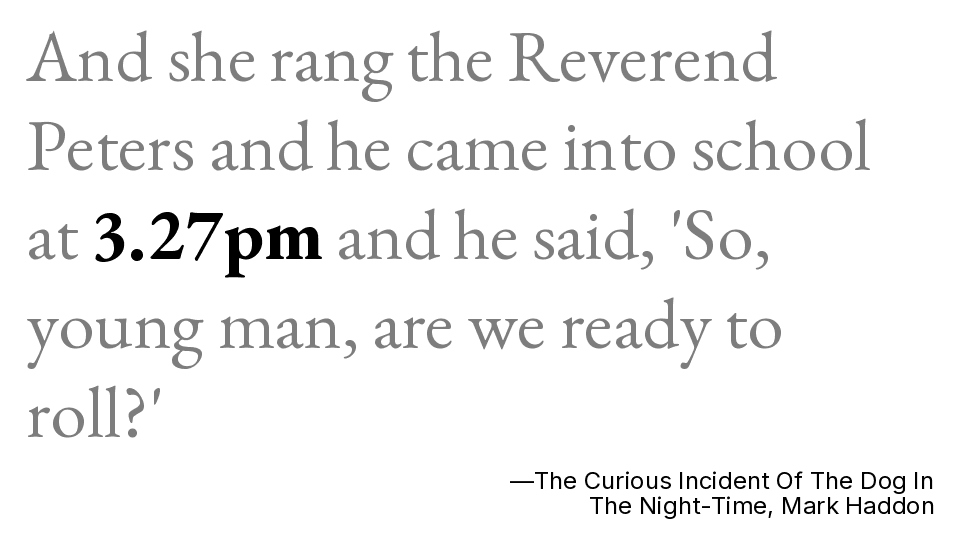 And she rang the Reverend
Peters and he came into school
at 3.27pm and he said, 'So,
young man, are we ready to
roll?'
—The Curious Incident Of The Dog In
The Night-Time, Mark Haddon